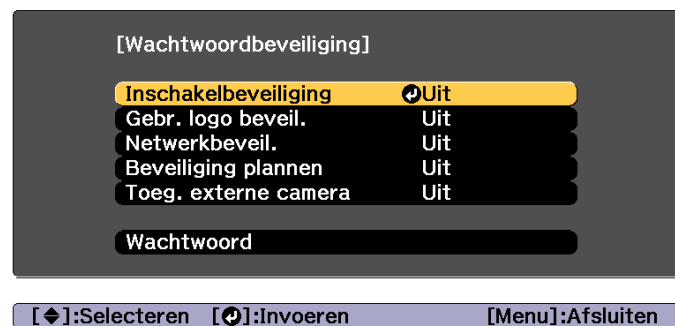 [Wachtwoordbeveiliging]
Inschakelbeveiliging Uit
Gebr. logo beveil. Uit
Netwerkbeveil. Uit
Beveiliging plannen Uit
Toeg. externe camera Uit
Wachtwoord
[◆]:Selecteren [⏎]:Invoeren [Menu]:Afsluiten